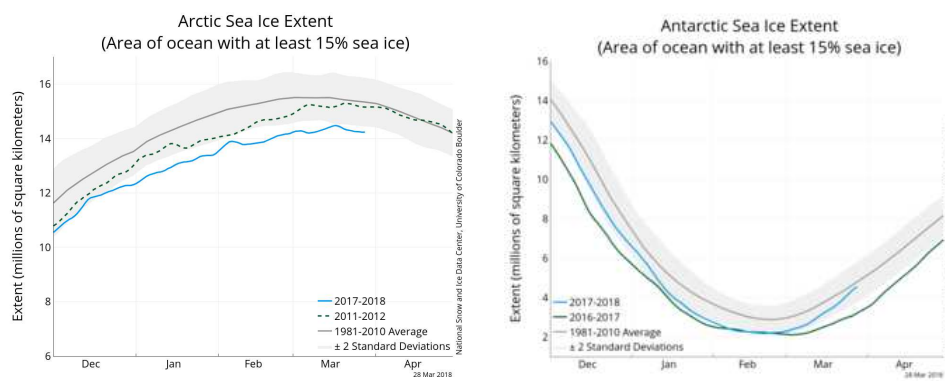 Arctic Sea Ice Extent
(Area of ocean with at least 15% sea ice)
Extent (millions of square kilometers)
16
14
12
10
8
6
Dec
Jan
Feb
Mar
Apr
2017-2018
2011-2012
1981-2010 Average
± 2 Standard Deviations
28 Mar 2018
National Snow and Ice Data Center, University of Colorado Boulder
Antarctic Sea Ice Extent
(Area of ocean with at least 15% sea ice)
Extent (millions of square kilometers)
16
14
12
10
8
6
4
2
Dec
Jan
Feb
Mar
Apr
2017-2018
2016-2017
1981-2010 Average
± 2 Standard Deviations
28 Mar 2018